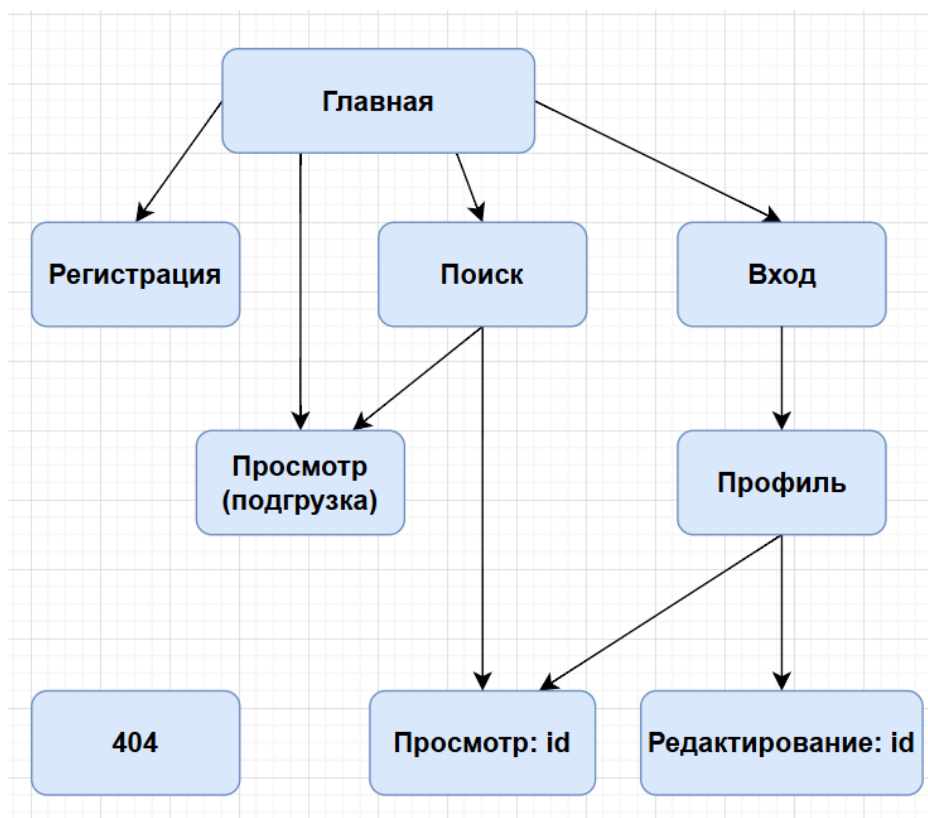 Главная
Регистрация
Поиск
Вход
Просмотр
(подгрузка)
Профиль
404
Просмотр: id
Редактирование: id